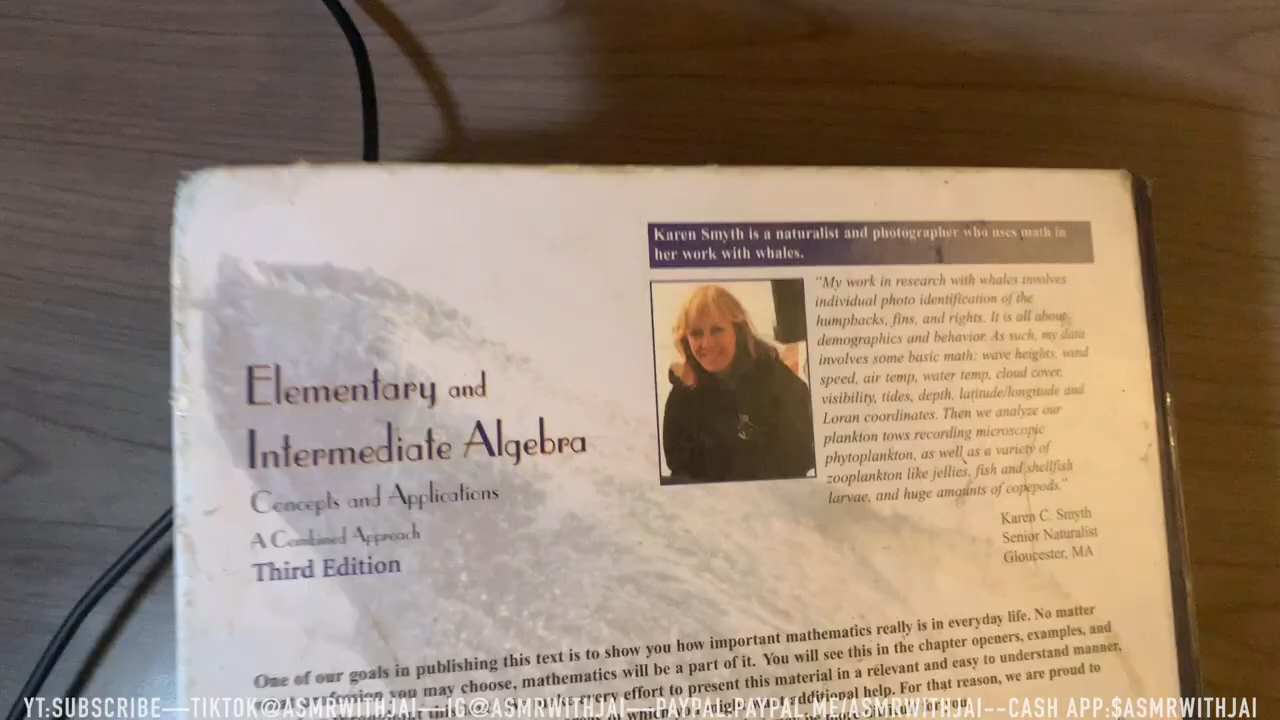 Karen Smyth is a naturalist and photographer who uses math in
her work with whales.
"My work in research with whales involves
individual photo identification of the
humpbacks, fins, and rights. It is all about
demographics and behavior. As such, my data
involves some basic math: wave heights, wind
speed, air temp, water temp, cloud cover,
visibility, tides, depth, latitude/longitude and
Loran coordinates. Then we analyze our
plankton tows recording microscopic
phytoplankton, as well as a variety of
zooplankton like jellies, fish and shellfish
larvae, and huge amounts of copepods."
Karen C. Smyth
Senior Naturalist
Gloucester, MA
Elementary and
Intermediate Algebra
Concepts and Applications
A Combined Approach
Third Edition
One of our goals in publishing this text is to show you how important mathematics really is in everyday life. No matter
you may choose, mathematics will be a part of it. You will see this in the chapter openers, examples, and
every effort to present this material in a relevant and easy to understand manner,
of which you might additional help. For that reason, we are proud to
YT:SUBSCRIBE—TIKTOK@ASMRWITHJAI—IG@ASMRWITHJAI—PAYPAL:PAYPAL.ME/ASMRWITHJAI--CASH APP:$ASMRWITHJAI